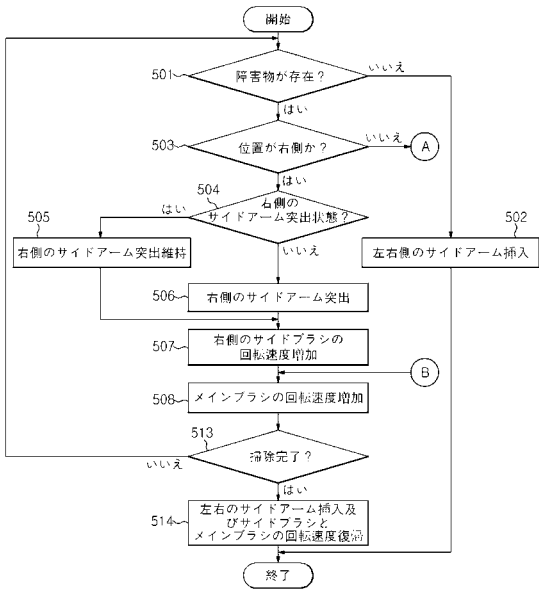 開始
501
障害物が存在？
いいえ
はい
503
位置が右側か？
いいえ
A
はい
504
右側の
サイドアーム突出状態？
はい
いいえ
505
右側のサイドアーム突出維持
502
左右側のサイドアーム挿入
506
右側のサイドアーム突出
507
右側のサイドブラシの
回転速度増加
B
508
メインブラシの回転速度増加
513
掃除完了？
いいえ
はい
514
左右のサイドアーム挿入及
びサイドブラシと
メインブラシの回転速度復帰
終了